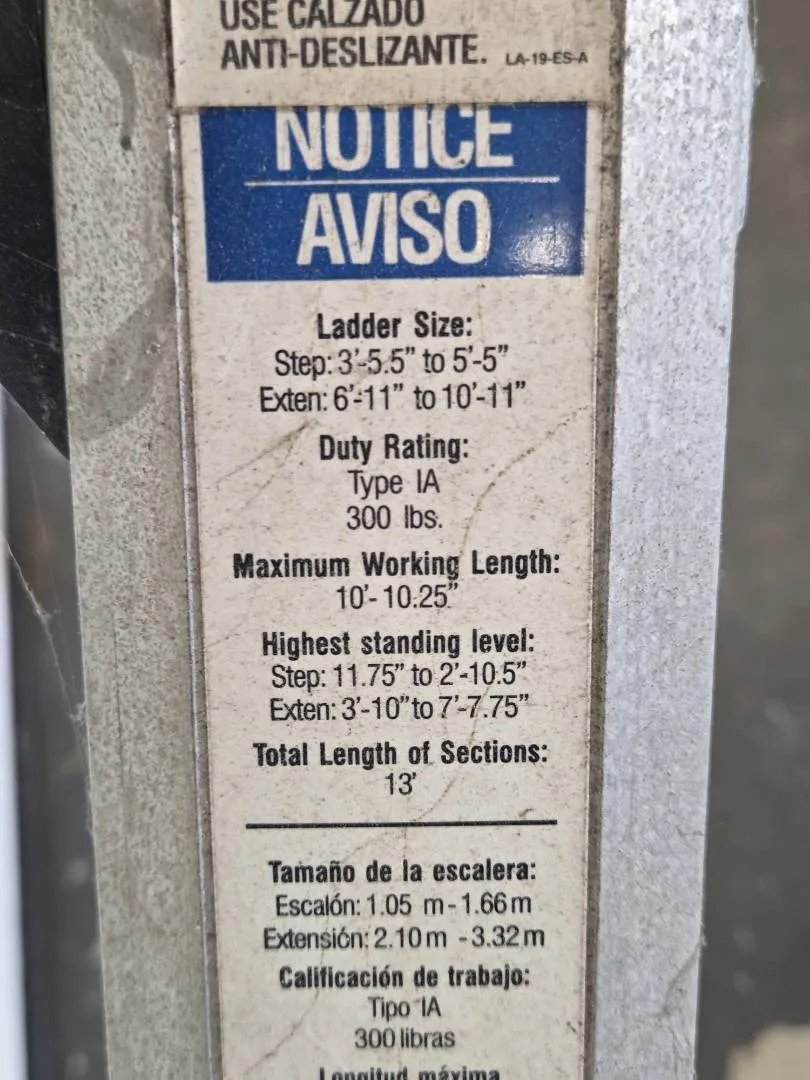 USE CALZADO
ANTI-DESLIZANTE. LA-19-ES-A
NOTICE
AVISO
Ladder Size:
Step: 3'-5.5" to 5'-5"
Exten: 6'-11" to 10'-11"
Duty Rating:
Type IA
300 lbs.
Maximum Working Length:
10'- 10.25"
Highest standing level:
Step: 11.75" to 2'-10.5"
Exten: 3'-10" to 7'-7.75"
Total Length of Sections:
13'
Tamaño de la escalera:
Escalón: 1.05 m - 1.66 m
Extensión: 2.10 m - 3.32 m
Calificación de trabajo:
Tipo IA
300 libras
Longitud máxima